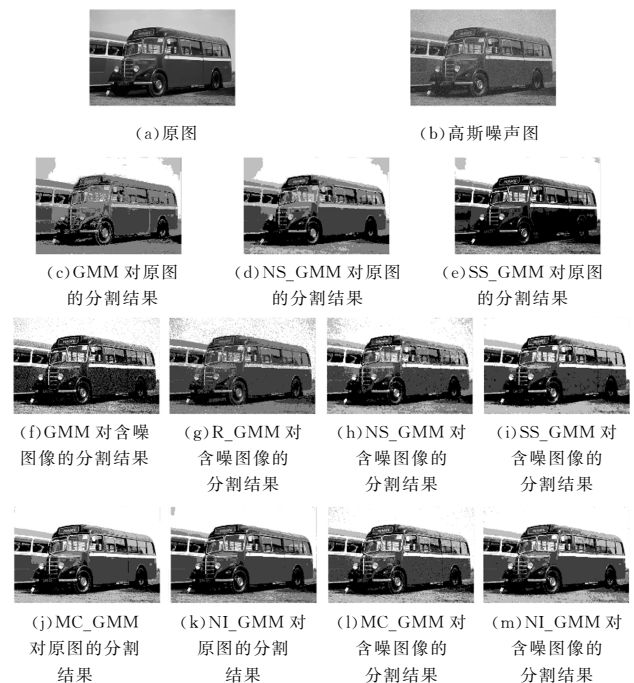 (a)原图
(b)高斯噪声图
(c)GMM 对原图
的分割结果
(d)NS_GMM 对原图
的分割结果
(e)SS_GMM 对原图
的分割结果
(f)GMM 对含噪
图像的分割结果
(g)R_GMM 对
含噪图像的
分割结果
(h)NS_GMM 对
含噪图像的
分割结果
(i)SS_GMM 对
含噪图像的
分割结果
(j)MC_GMM
对原图的分割
结果
(k)NI_GMM 对
原图的分割
结果
(l)MC_GMM 对
含噪图像的
分割结果
(m)NI_GMM 对
含噪图像的
分割结果